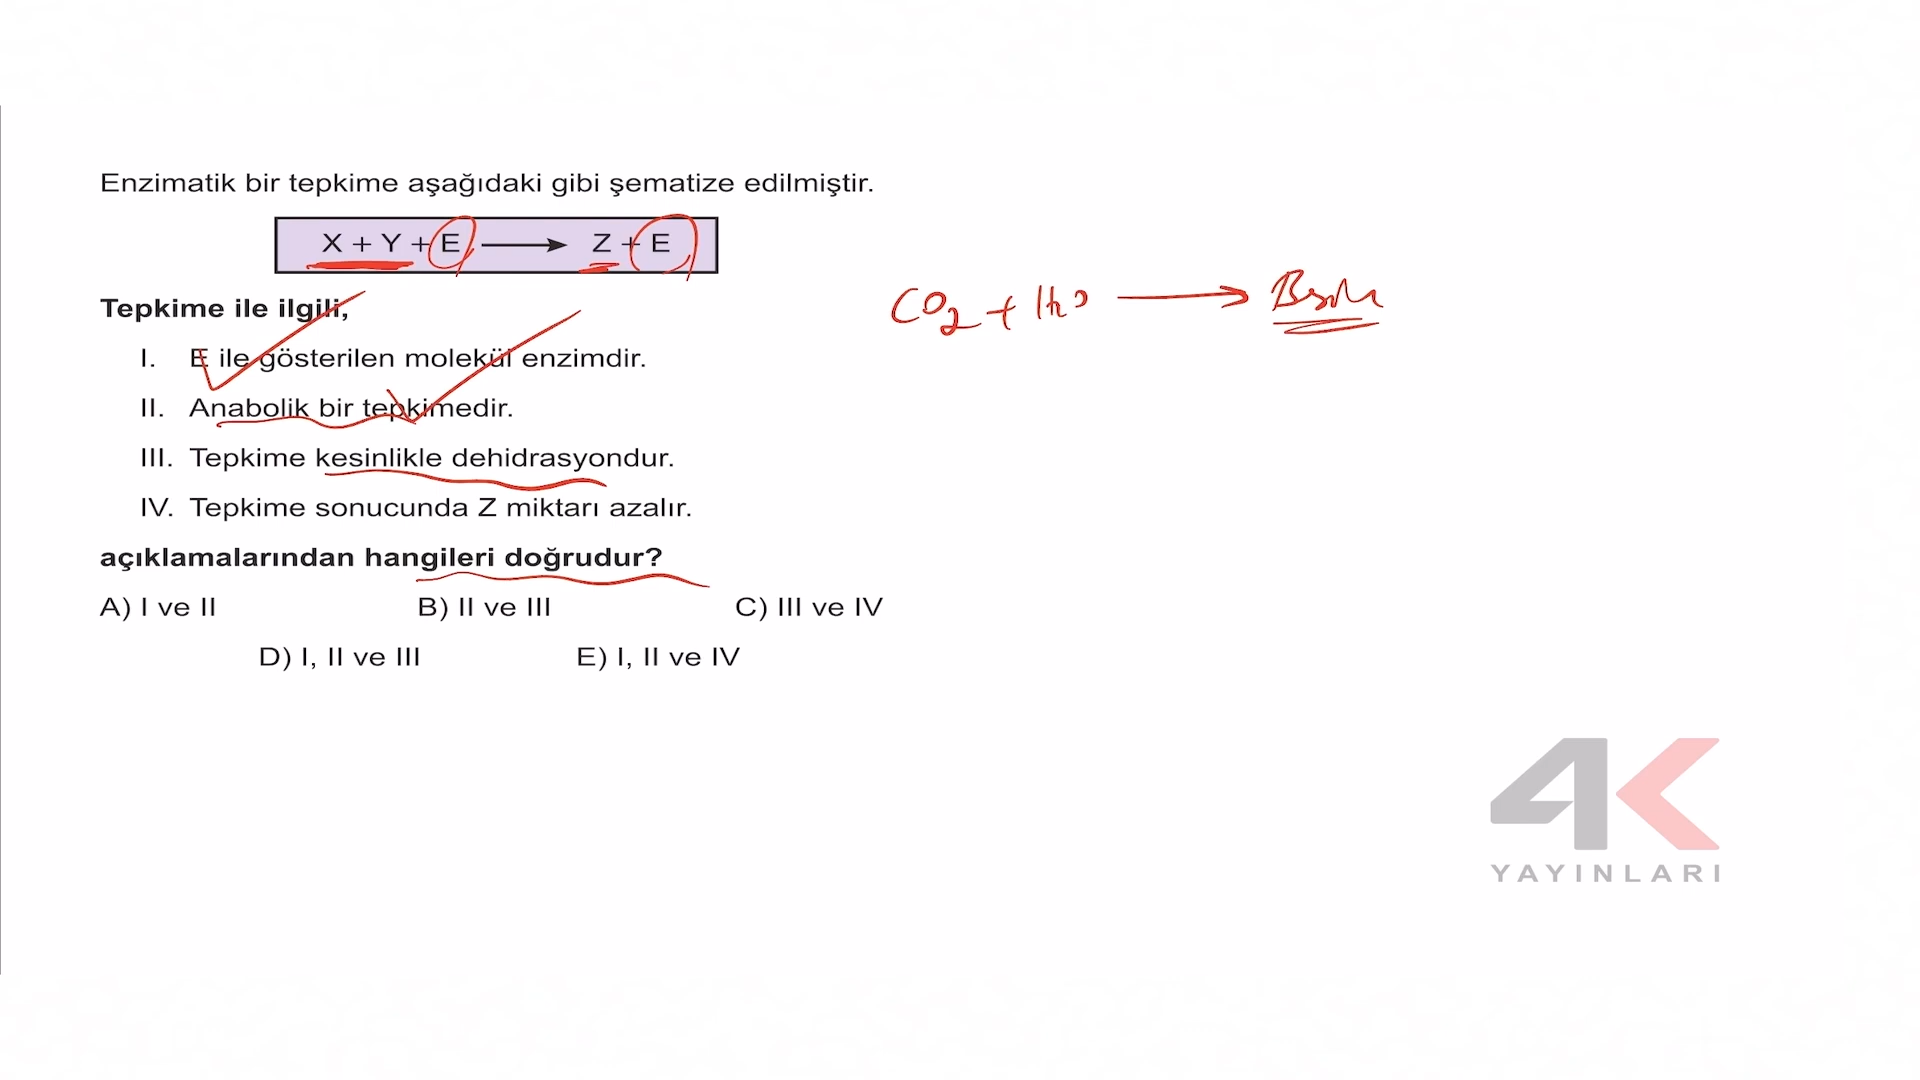 Enzimatik bir tepkime aşağıdaki gibi şematize edilmiştir.
X + Y + E ⟶ Z + E
Tepkime ile ilgili,
CO2 + H2O ⟶ Besin
I. E ile gösterilen molekül enzimdir.
II. Anabolik bir tepkimedir.
III. Tepkime kesinlikle dehidrasyondur.
IV. Tepkime sonucunda Z miktarı azalır.
açıklamalarından hangileri doğrudur?
A) I ve II B) II ve III C) III ve IV
D) I, II ve III E) I, II ve IV
4K
YAYINLARI